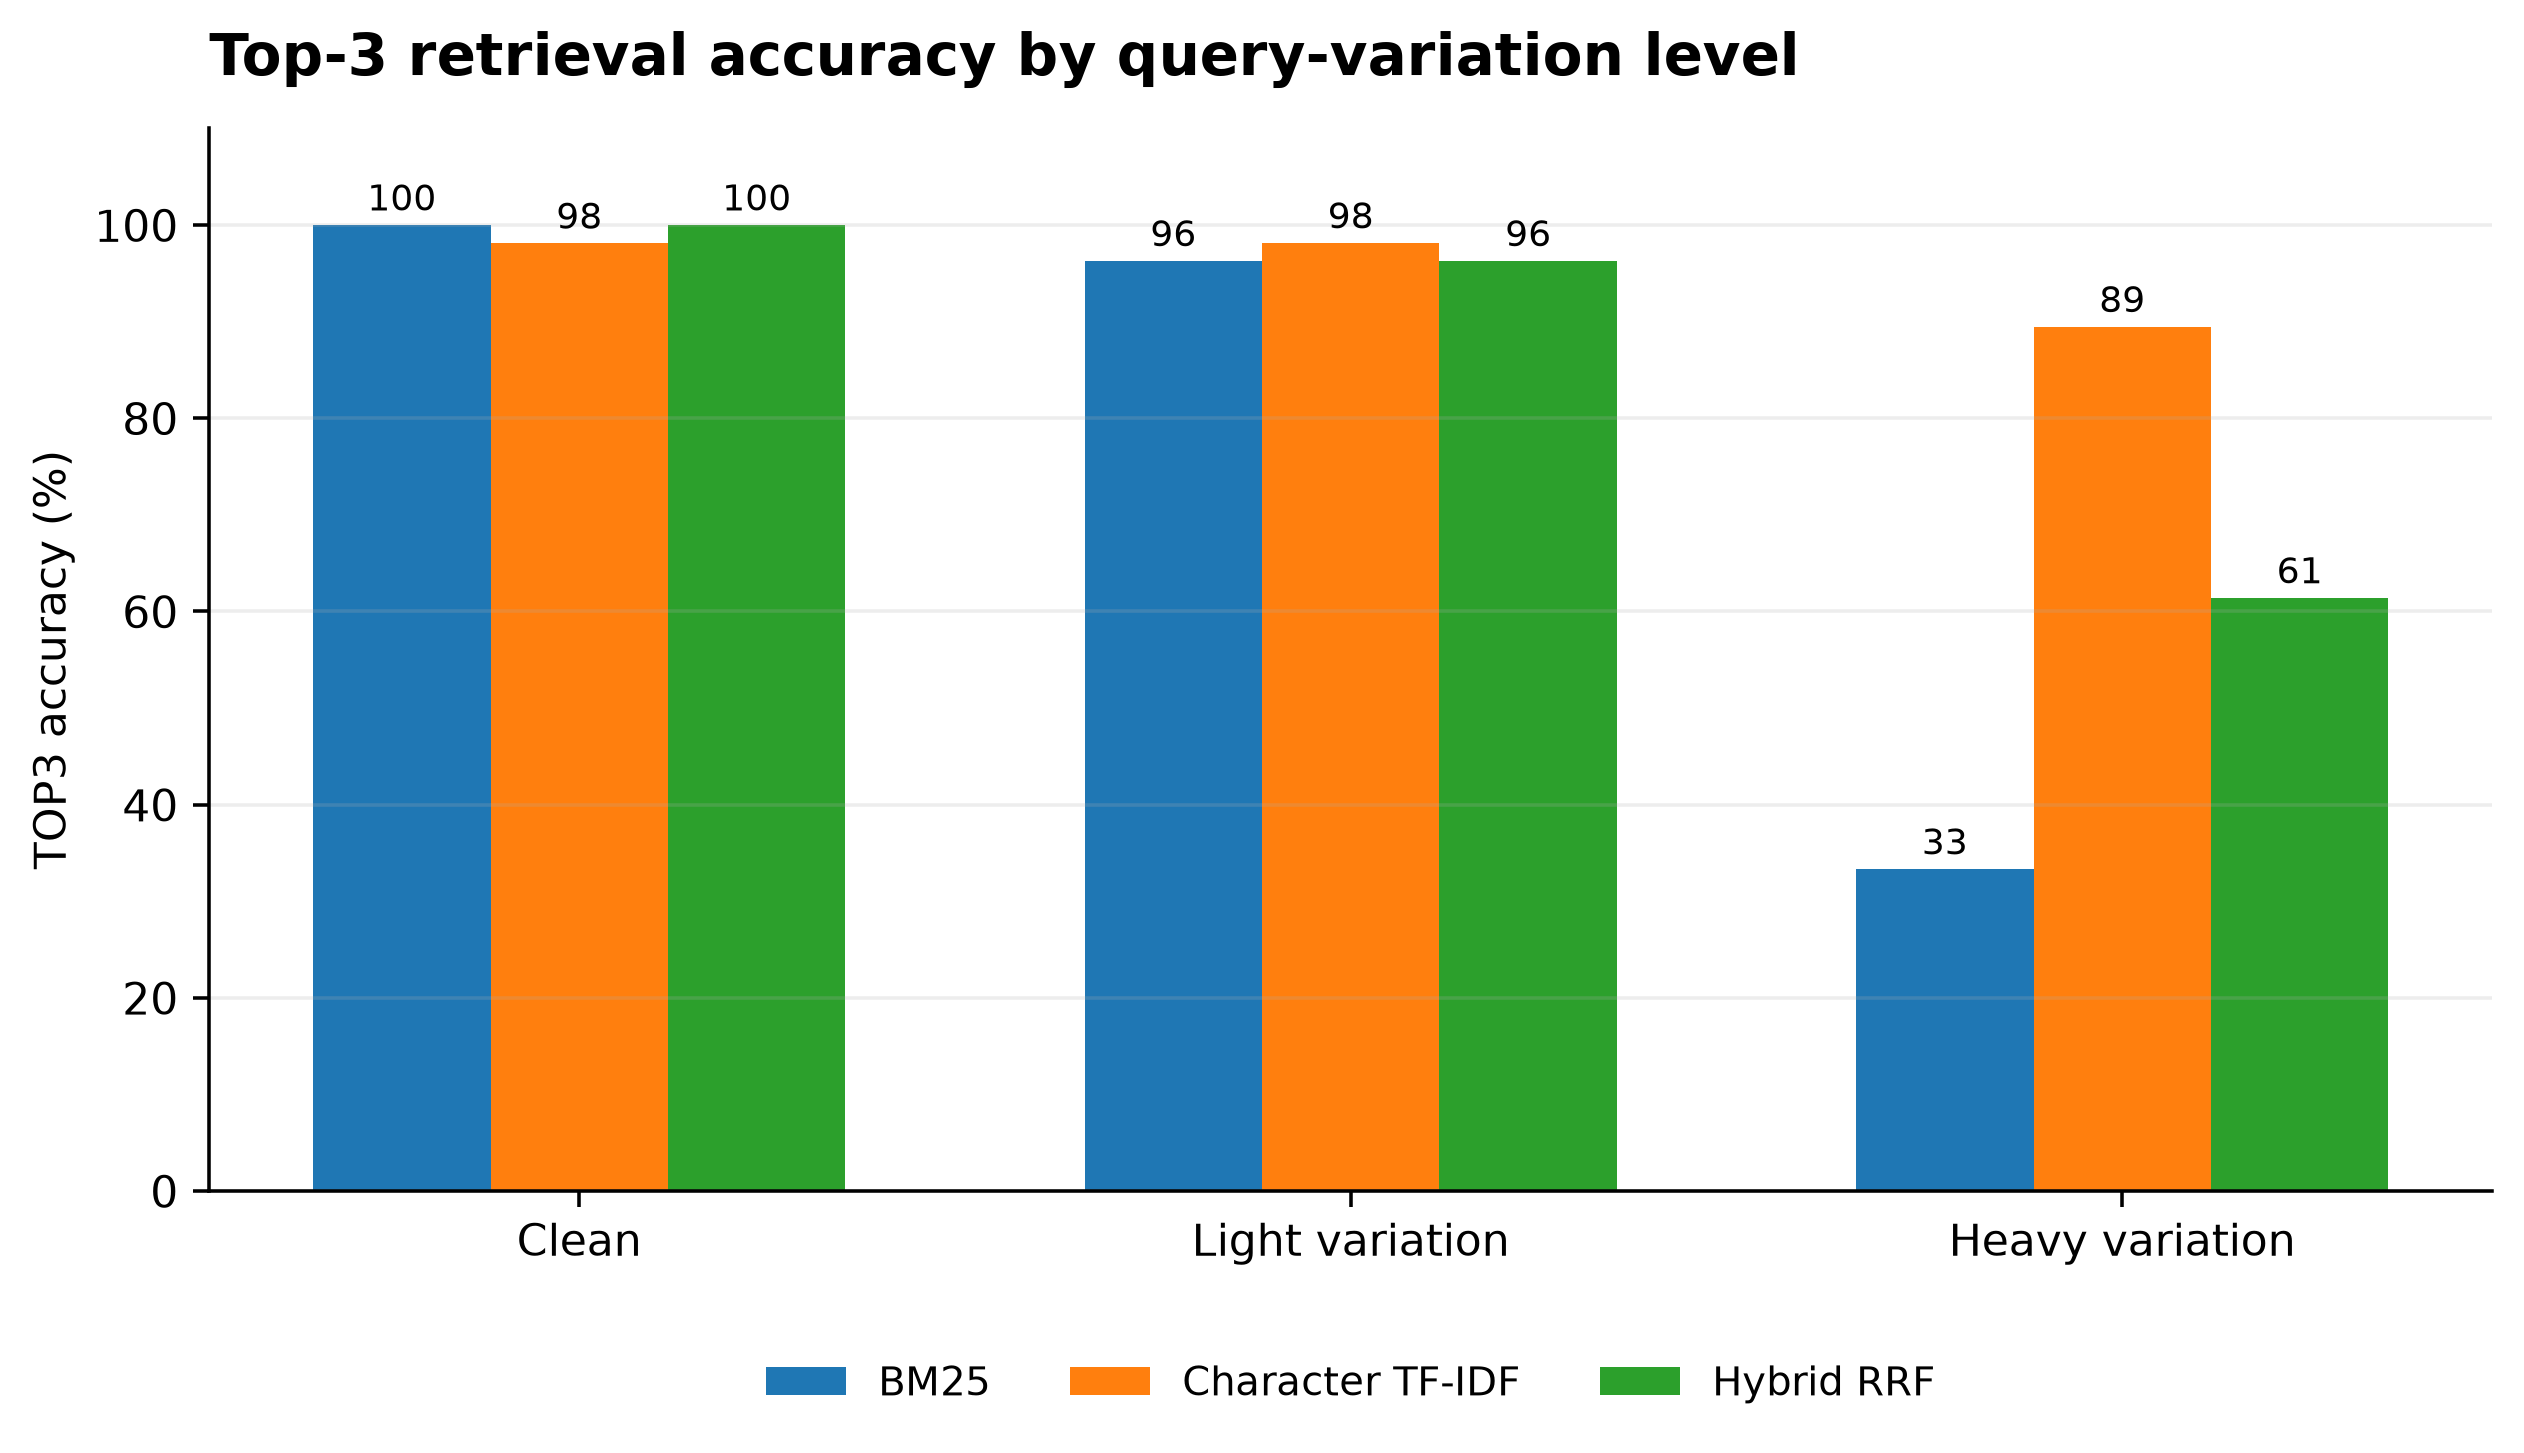 Top-3 retrieval accuracy by query-variation level
TOP3 accuracy (%)
100
80
60
40
20
0
100
98
100
96
98
96
33
89
61
Clean
Light variation
Heavy variation
BM25
Character TF-IDF
Hybrid RRF